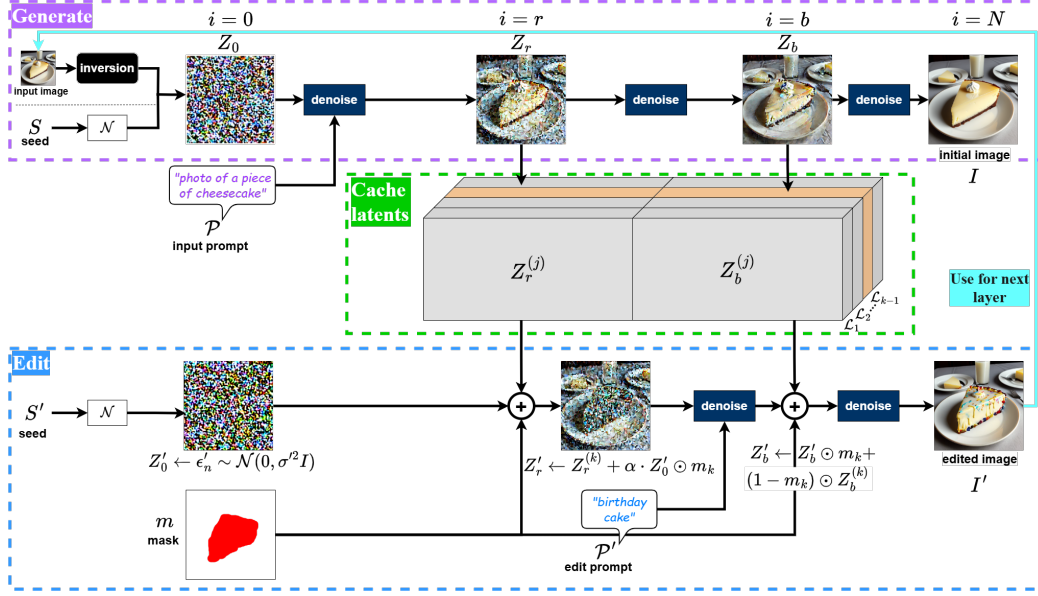 Generate
i = 0
i = r
i = b
i = N
Z_0
Z_r
Z_b
inversion
input image
denoise
denoise
denoise
S
seed
𝒩
initial image
I
"photo of a piece
of cheesecake"
𝒫
input prompt
Cache
latents
Z_r^{(j)}
Z_b^{(j)}
ℒ_1
ℒ_2
⋯
ℒ_{k−1}
Use for next
layer
Edit
S′
seed
𝒩
+
denoise
+
denoise
Z′_0 ← ϵ′_n ∼ 𝒩(0, σ′²I)
Z′_r ← Z_r^{(k)} + α · Z′_0 ⊙ m_k
Z′_b ← Z′_b ⊙ m_k+
(1 − m_k) ⊙ Z_b^{(k)}
edited image
I′
m
mask
"birthday
cake"
𝒫′
edit prompt